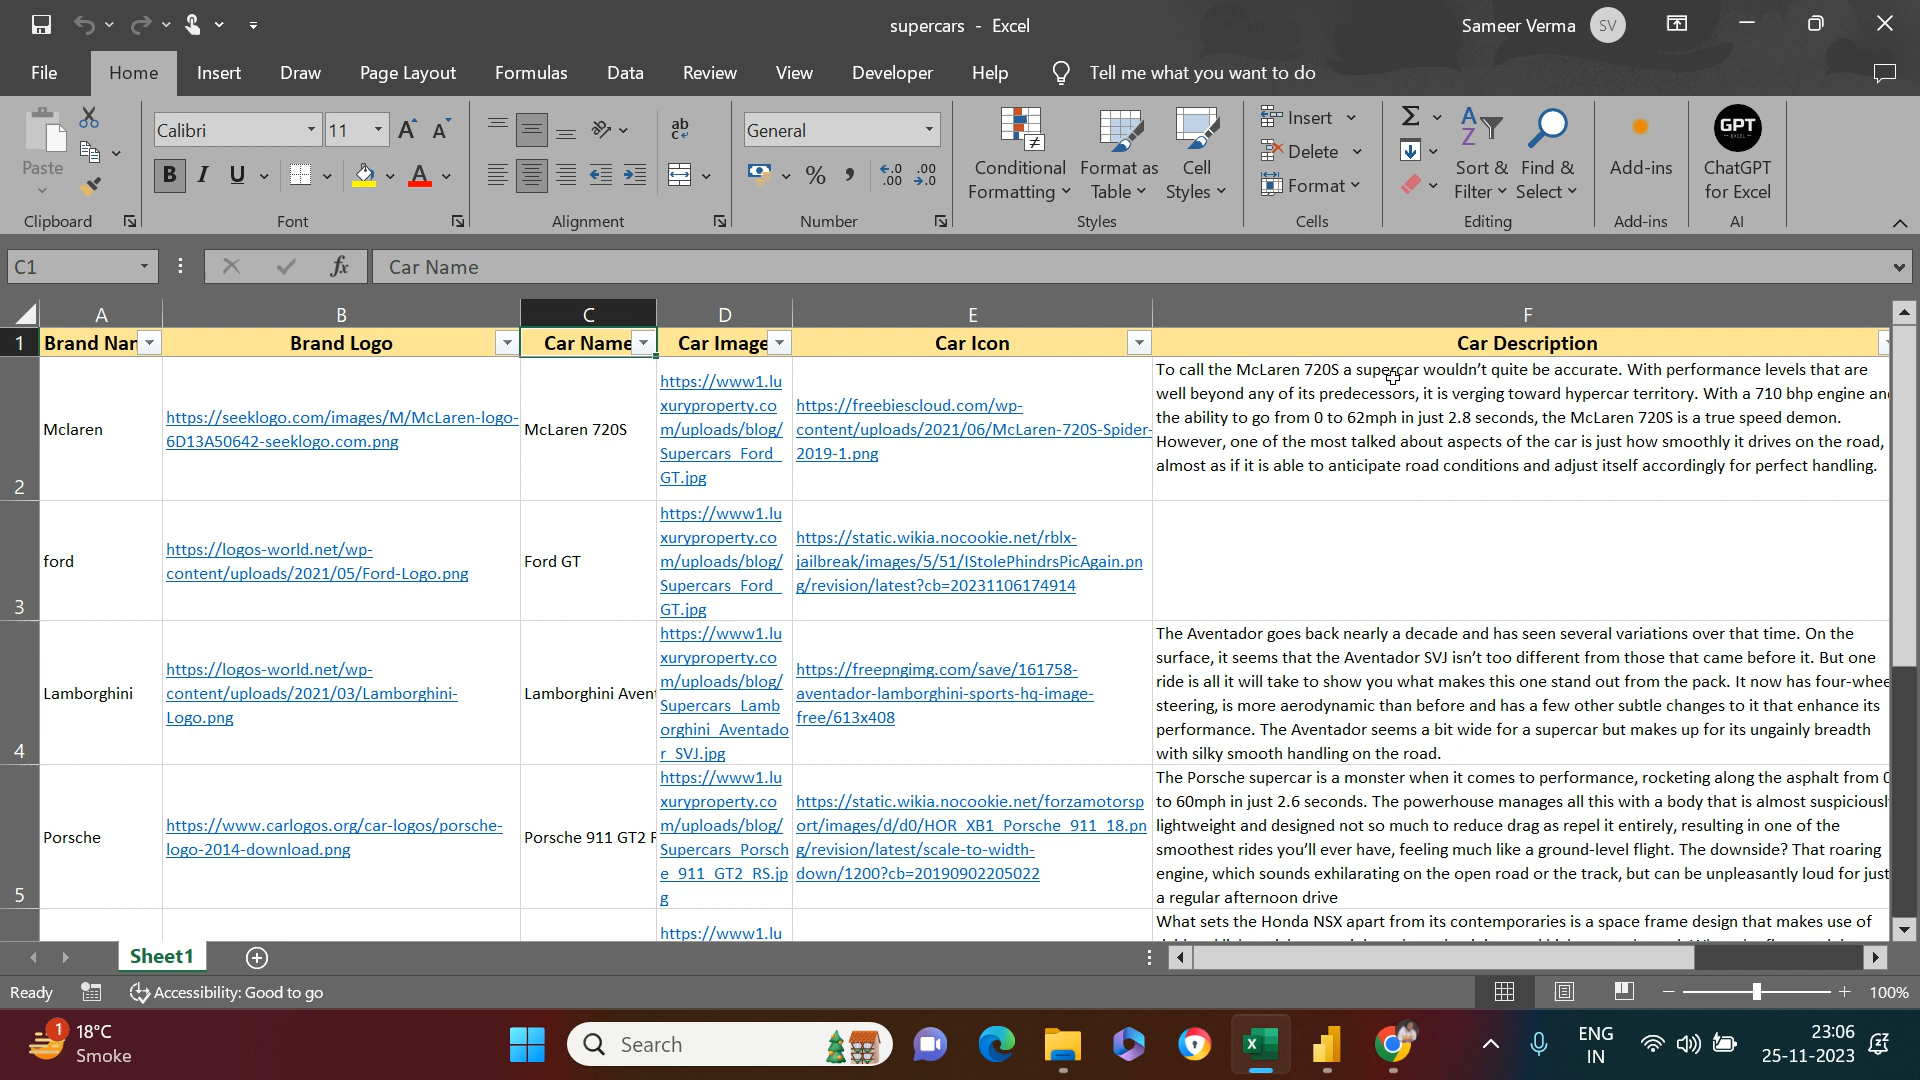 supercars - Excel
Sameer Verma SV
File Home Insert Draw Page Layout Formulas Data Review View Developer Help Tell me what you want to do
Paste
Clipboard
Calibri 11
B I U A
Font
ab
Alignment
General
% , .00
Number
Conditional Formatting
Format as Table
Cell Styles
Styles
Insert
Delete
Format
Cells
Sort & Filter
Find & Select
Editing
Add-ins
Add-ins
GPT
ChatGPT for Excel
AI
C1 fx Car Name
A B C D E F
1 Brand Nar Brand Logo Car Name Car Image Car Icon Car Description
2
Mclaren
https://seeklogo.com/images/M/McLaren-logo-
6D13A50642-seeklogo.com.png
McLaren 720S
https://www1.lu
xuryproperty.co
m/uploads/blog/
Supercars_Ford_
GT.jpg
https://freebiescloud.com/wp-
content/uploads/2021/06/McLaren-720S-Spider-
2019-1.png
To call the McLaren 720S a supercar wouldn’t quite be accurate. With performance levels that are
well beyond any of its predecessors, it is verging toward hypercar territory. With a 710 bhp engine an
the ability to go from 0 to 62mph in just 2.8 seconds, the McLaren 720S is a true speed demon.
However, one of the most talked about aspects of the car is just how smoothly it drives on the road,
almost as if it is able to anticipate road conditions and adjust itself accordingly for perfect handling.
3
ford
https://logos-world.net/wp-
content/uploads/2021/05/Ford-Logo.png
Ford GT
https://www1.lu
xuryproperty.co
m/uploads/blog/
Supercars_Ford_
GT.jpg
https://static.wikia.nocookie.net/rblx-
jailbreak/images/5/51/IStolePhindrsPicAgain.pn
g/revision/latest?cb=20231106174914
4
Lamborghini
https://logos-world.net/wp-
content/uploads/2021/03/Lamborghini-
Logo.png
Lamborghini Aven
https://www1.lu
xuryproperty.co
m/uploads/blog/
Supercars_Lamb
orghini_Aventado
r_SVJ.jpg
https://freepngimg.com/save/161758-
aventador-lamborghini-sports-hq-image-
free/613x408
The Aventador goes back nearly a decade and has seen several variations over that time. On the
surface, it seems that the Aventador SVJ isn’t too different from those that came before it. But one
ride is all it will take to show you what makes this one stand out from the pack. It now has four-whee
steering, is more aerodynamic than before and has a few other subtle changes to it that enhance its
performance. The Aventador seems a bit wide for a supercar but makes up for its ungainly breadth
with silky smooth handling on the road.
5
Porsche
https://www.carlogos.org/car-logos/porsche-
logo-2014-download.png
Porsche 911 GT2 R
https://www1.lu
xuryproperty.co
m/uploads/blog/
Supercars_Porsch
e_911_GT2_RS.jp
g
https://static.wikia.nocookie.net/forzamotorsp
ort/images/d/d0/HOR_XB1_Porsche_911_18.pn
g/revision/latest/scale-to-width-
down/1200?cb=20190902205022
The Porsche supercar is a monster when it comes to performance, rocketing along the asphalt from 0
to 60mph in just 2.6 seconds. The powerhouse manages all this with a body that is almost suspiciousl
lightweight and designed not so much to reduce drag as repel it entirely, resulting in one of the
smoothest rides you’ll ever have, feeling much like a ground-level flight. The downside? That roaring
engine, which sounds exhilarating on the open road or the track, but can be unpleasantly loud for just
a regular afternoon drive
https://www1.lu
What sets the Honda NSX apart from its contemporaries is a space frame design that makes use of
Sheet1
Ready Accessibility: Good to go 100%
1 18°C
Smoke
Search
ENG
IN
23:06
25-11-2023